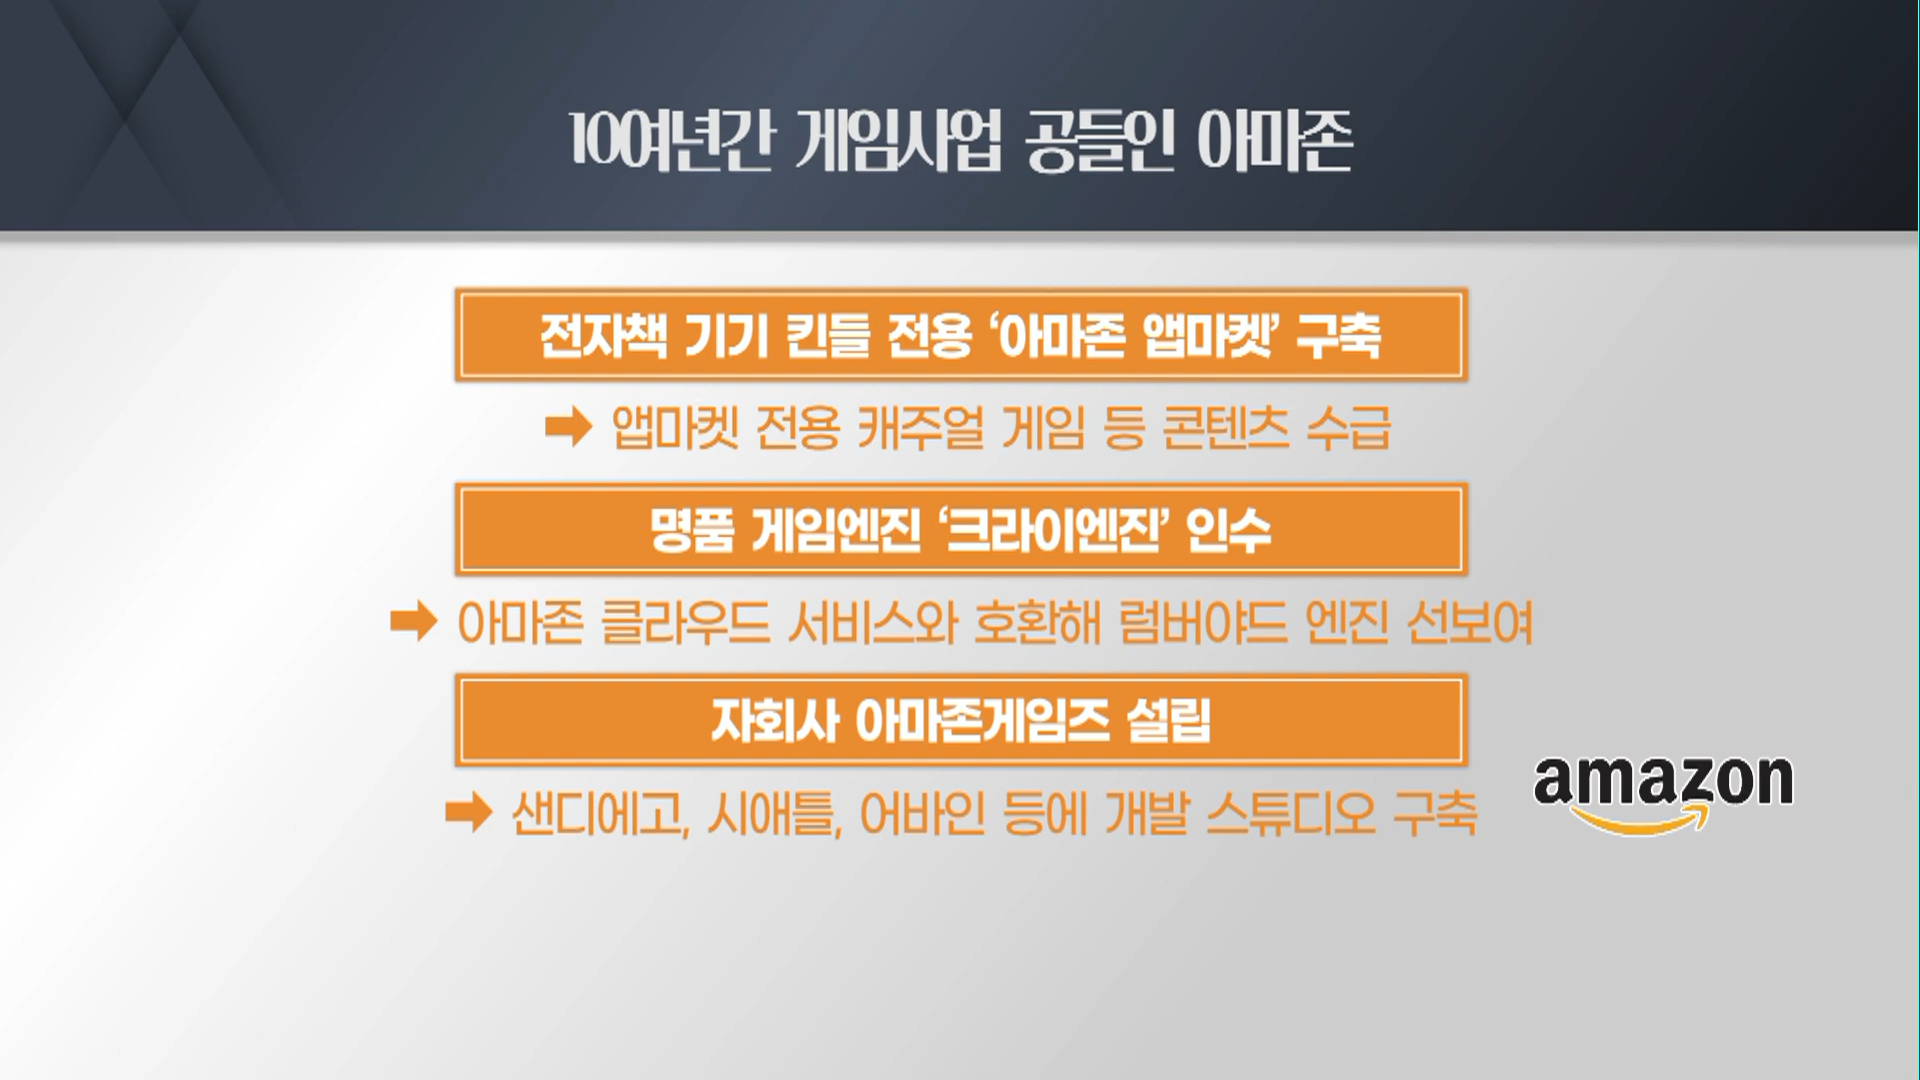 10여년간 게임사업 공들인 아마존
전자책 기기 킨들 전용 ‘아마존 앱마켓’ 구축
➡ 앱마켓 전용 캐주얼 게임 등 콘텐츠 수급
명품 게임엔진 ‘크라이엔진’ 인수
➡ 아마존 클라우드 서비스와 호환해 럼버야드 엔진 선보여
자회사 아마존게임즈 설립
➡ 샌디에고, 시애틀, 어바인 등에 개발 스튜디오 구축
amazon